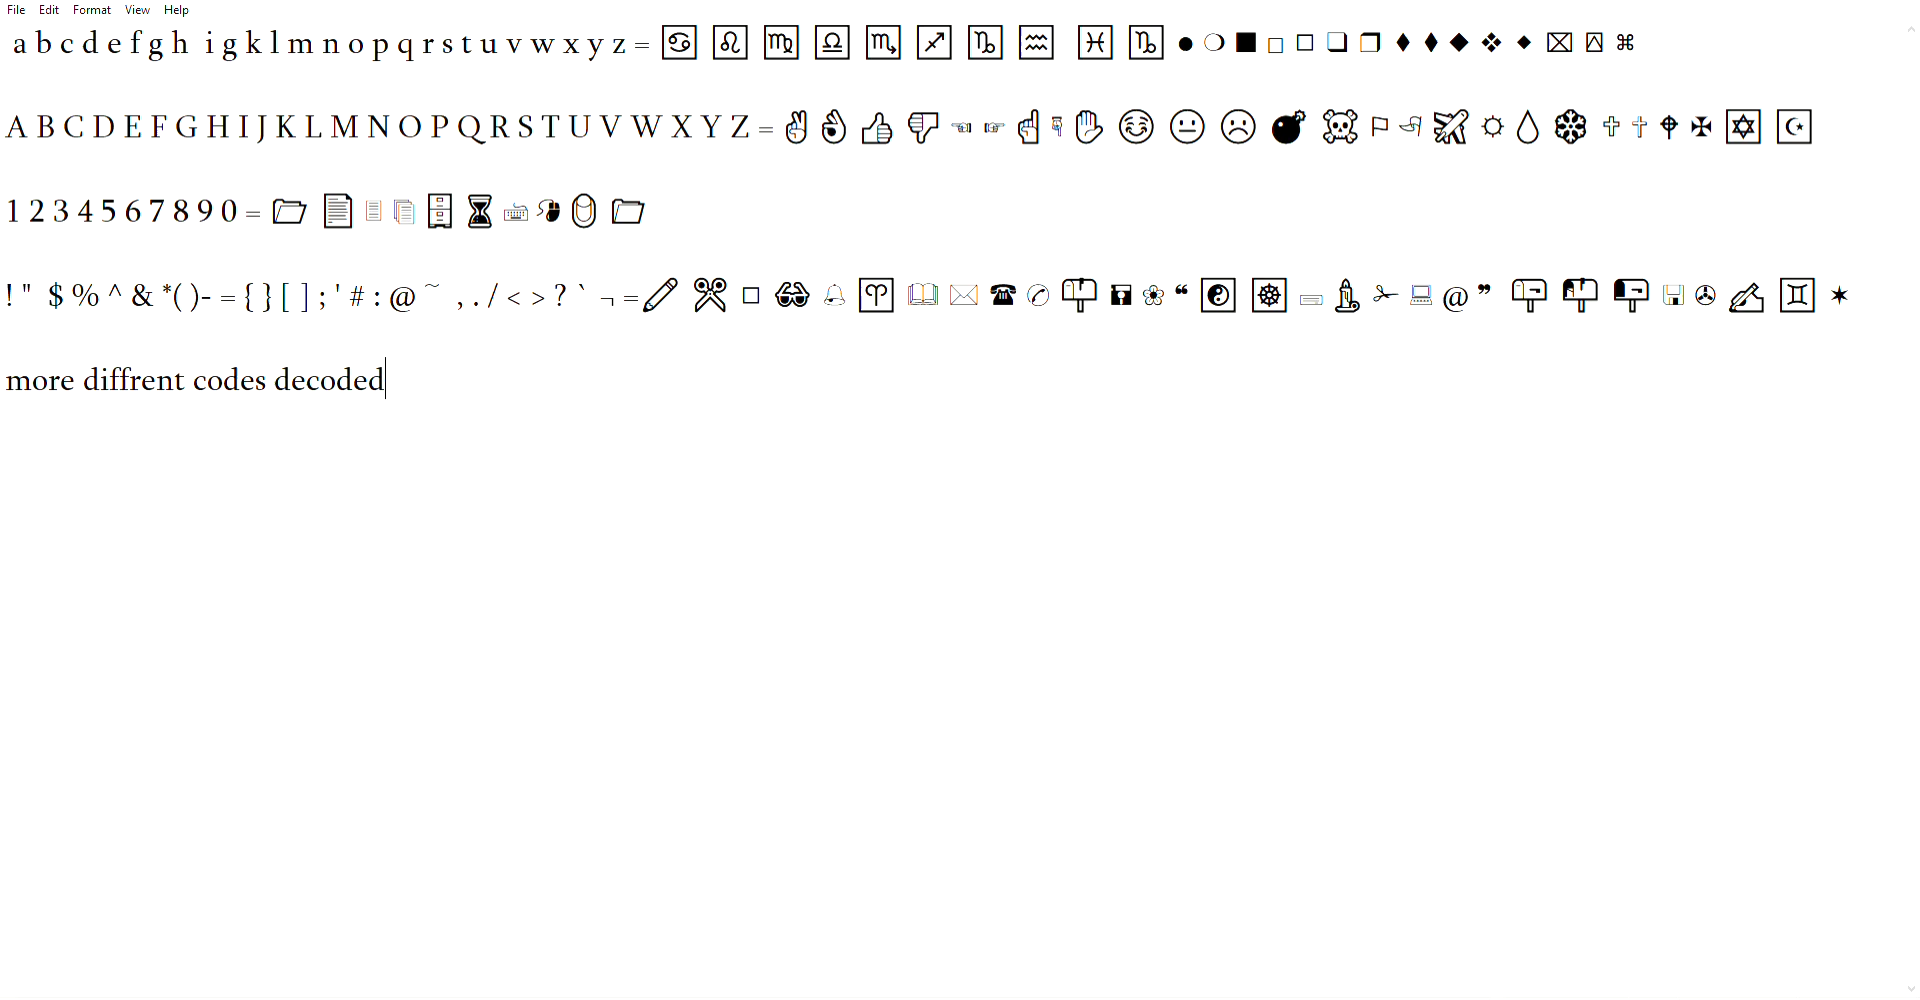 File Edit Format View Help
a b c d e f g h i g k l m n o p q r s t u v w x y z = ♋ ♌ ♍ ♎ ♏ ♐ ♑ ♒ ♓ ♑ ● ❍ ■ □ ◻ ❑ ❒ ⬧ ⧫ ◆ ❖ ⬥ ⌧ ⍓ ⌘
A B C D E F G H I J K L M N O P Q R S T U V W X Y Z = ✌ 👌 👍 👎 ☜ ☞ ☝ ☟ ✋ ☺ 😐 ☹ 💣 ☠ ⚐ 🏱 ✈ ☼ 💧 ❄ ✞ ✝ 🕈 ✠ ✡ ☪
1 2 3 4 5 6 7 8 9 0 = 📂 📄 🗏 🗐 🗄 ⌛ 🖮 🖰 🖲 📂
! " $ % ^ & *( )- = { } [ ] ; ' # : @ ~ , . / < > ? ` ¬ = 🖉 ✂ □ 👓 🔔 ♈ 🕮 🖂 ☎ ✆ 📫 🖬 ❀ ❝ ☯ ☸ 🖃 🕯 ✁ 💻 @ ❞ 📪 📬 📭 🖫 ✇ ✍ ♊ ✶
more diffrent codes decoded